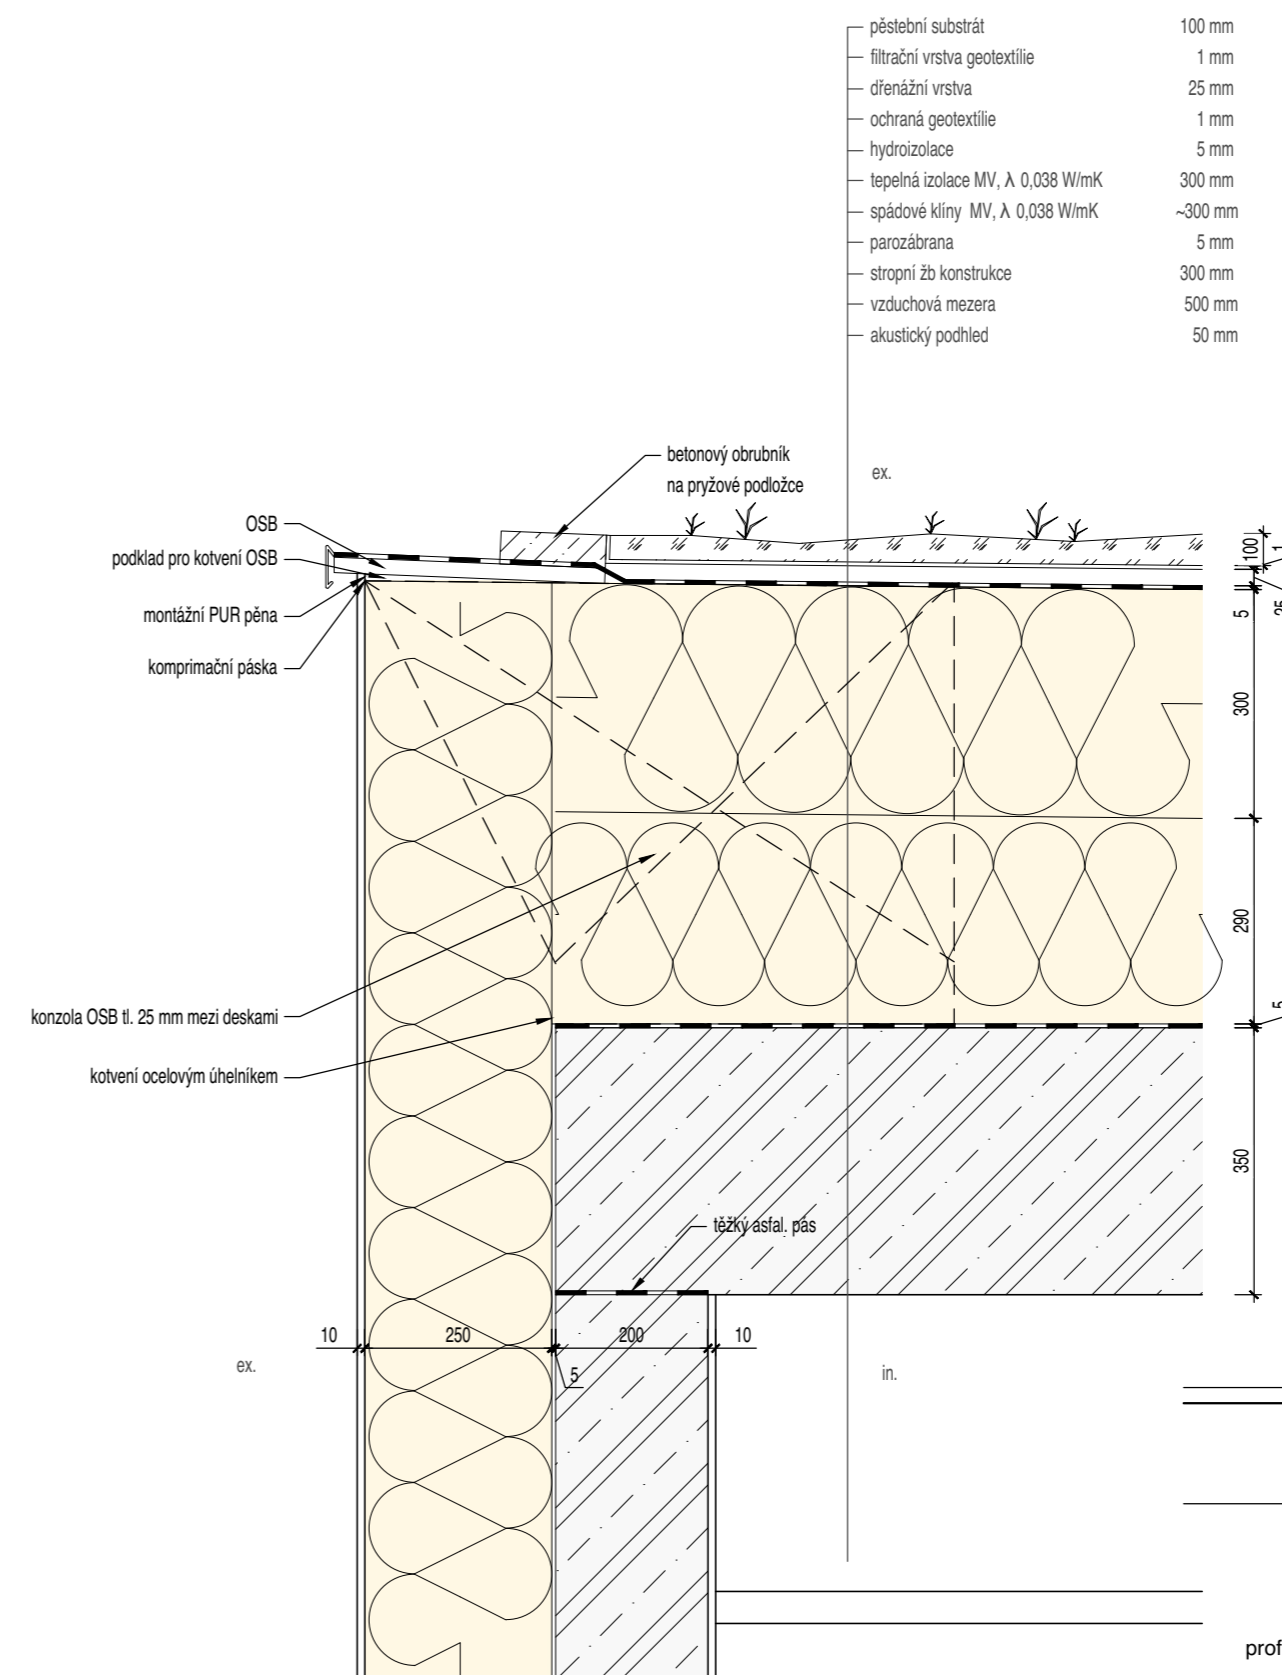 pěstební substrát 100 mm
filtrační vrstva geotextílie 1 mm
dřenážní vrstva 25 mm
ochraná geotextílie 1 mm
hydroizolace 5 mm
tepelná izolace MV, λ 0,038 W/mK 300 mm
spádové klíny MV, λ 0,038 W/mK ~300 mm
parozábrana 5 mm
stropní žb konstrukce 300 mm
vzduchová mezera 500 mm
akustický podhled 50 mm
betonový obrubník
na pryžové podložce
ex.
OSB
podklad pro kotvení OSB
montážní PUR pěna
komprimační páska
100
1
5
25
300
290
konzola OSB tl. 25 mm mezi deskami
5
kotvení ocelovým úhelníkem
350
těžký asfal. pás
10 250 200 10
5
ex.
in.
prof